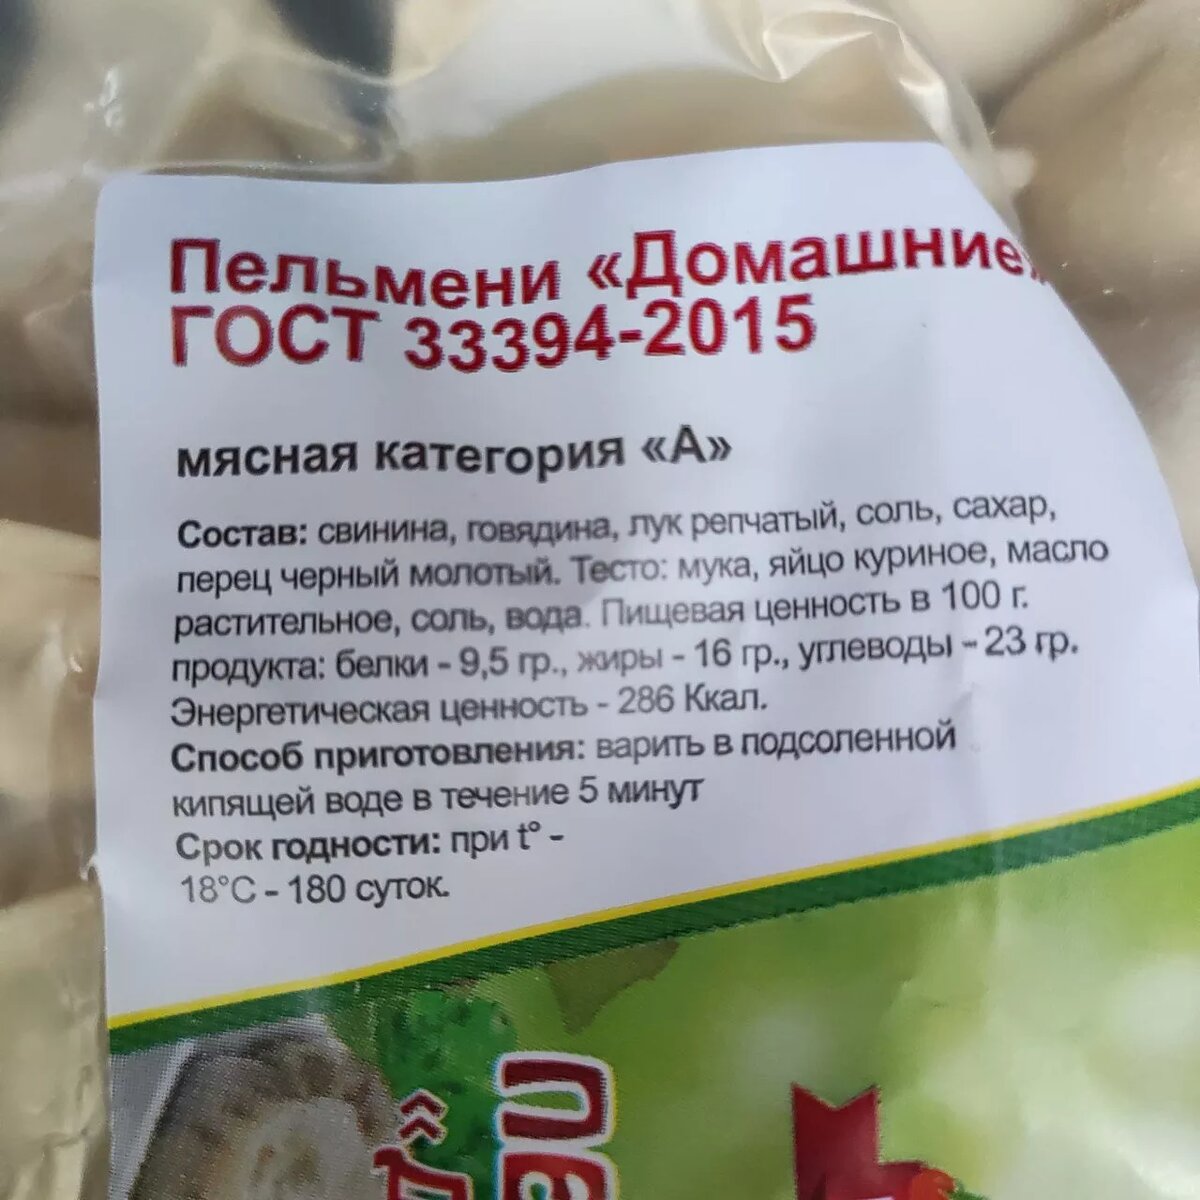 Пельмени «Домашние»
ГОСТ 33394-2015
мясная категория «А»
Состав: свинина, говядина, лук репчатый, соль, сахар,
перец черный молотый. Тесто: мука, яйцо куриное, масло
растительное, соль, вода. Пищевая ценность в 100 г.
продукта: белки - 9,5 гр., жиры - 16 гр., углеводы - 23 гр.
Энергетическая ценность - 286 Ккал.
Способ приготовления: варить в подсоленной
кипящей воде в течение 5 минут
Срок годности: при t° -
18°С - 180 суток.